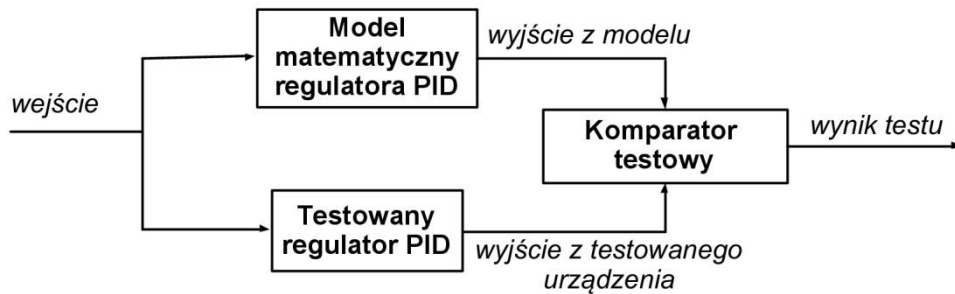 Model
matematyczny
regulatora PID
wyjście z modelu
wejście
Komparator
testowy
wynik testu
Testowany
regulator PID
wyjście z testowanego
urządzenia